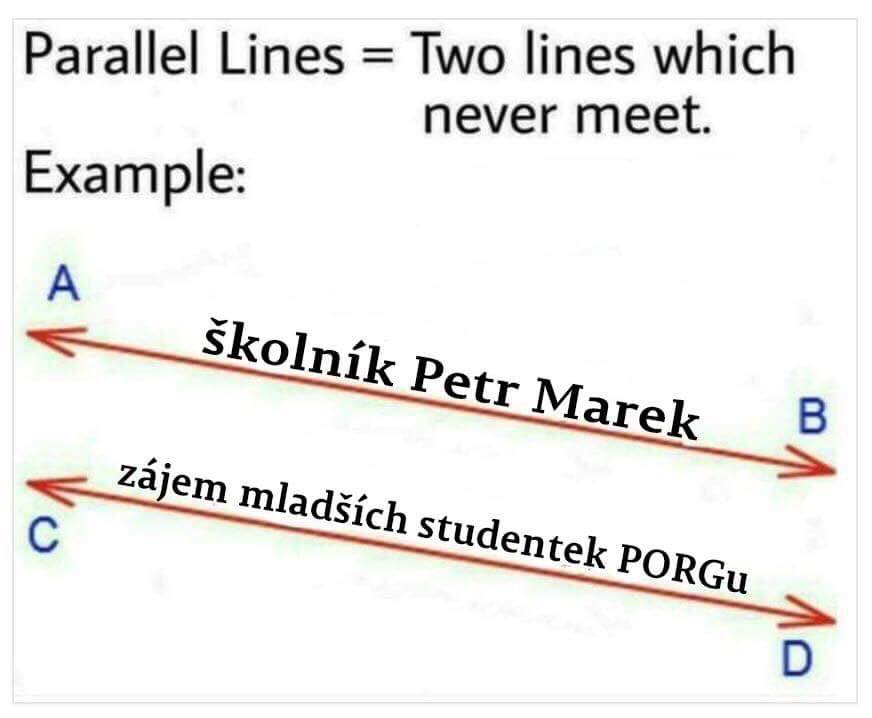 Parallel Lines = Two lines which
never meet.
Example:
A
školník Petr Marek
B
zájem mladších studentek PORGu
C
D